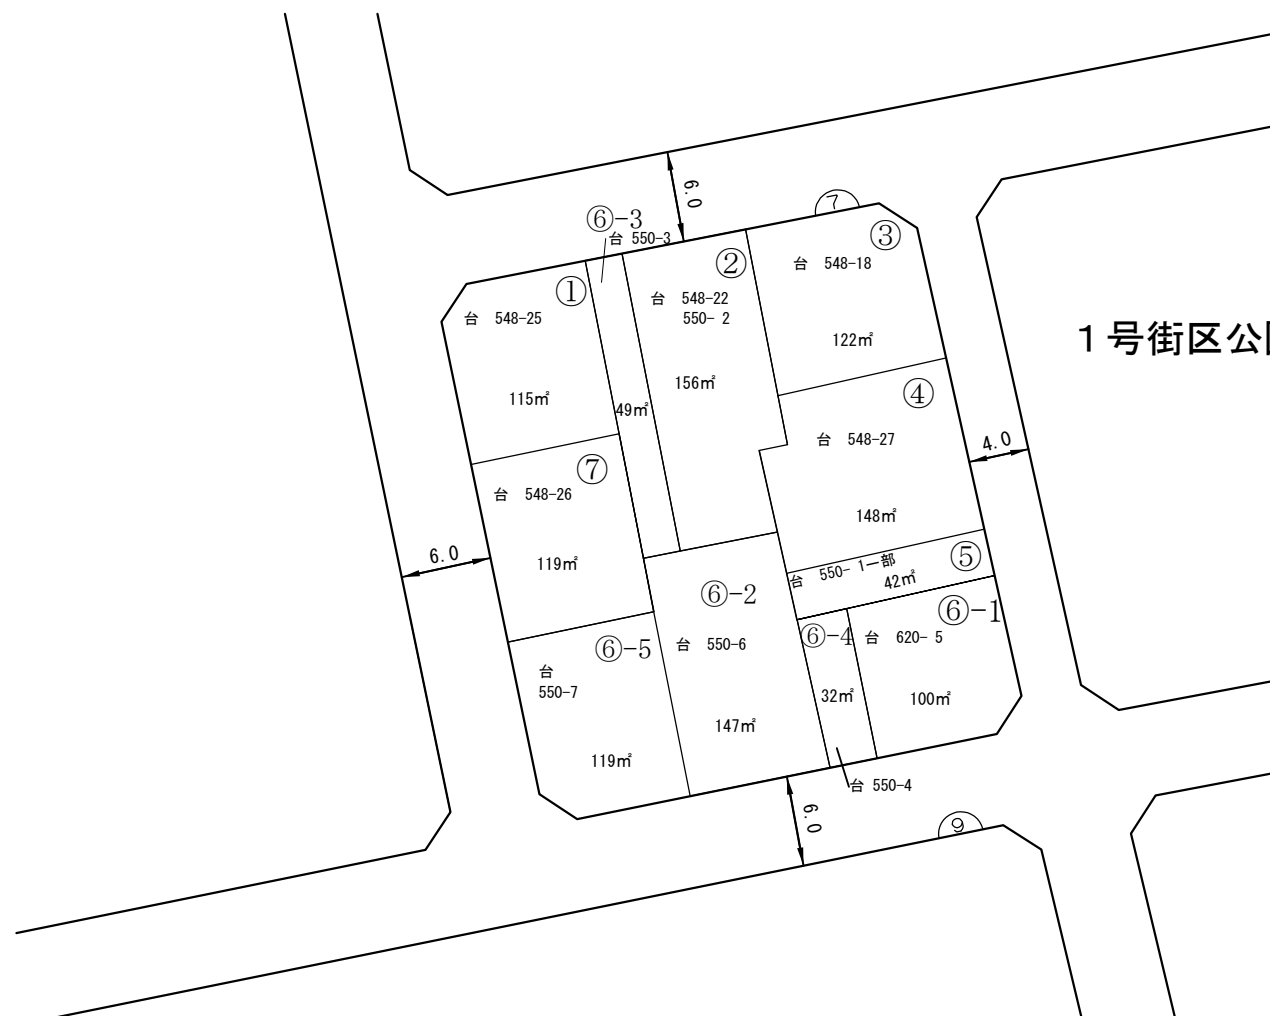 6.0
⑦
⑥-3
台 550-3
①
台 548-25
115㎡
49㎡
②
台 548-22
550- 2
156㎡
③
台 548-18
122㎡
1号街区公
④
台 548-27
148㎡
4.0
⑦
台 548-26
119㎡
6.0
⑤
台 550- 1一部
42㎡
⑥-2
台 550-6
147㎡
⑥-5
台
550-7
119㎡
⑥-4
32㎡
台 550-4
⑥-1
台 620- 5
100㎡
6.0
⑨